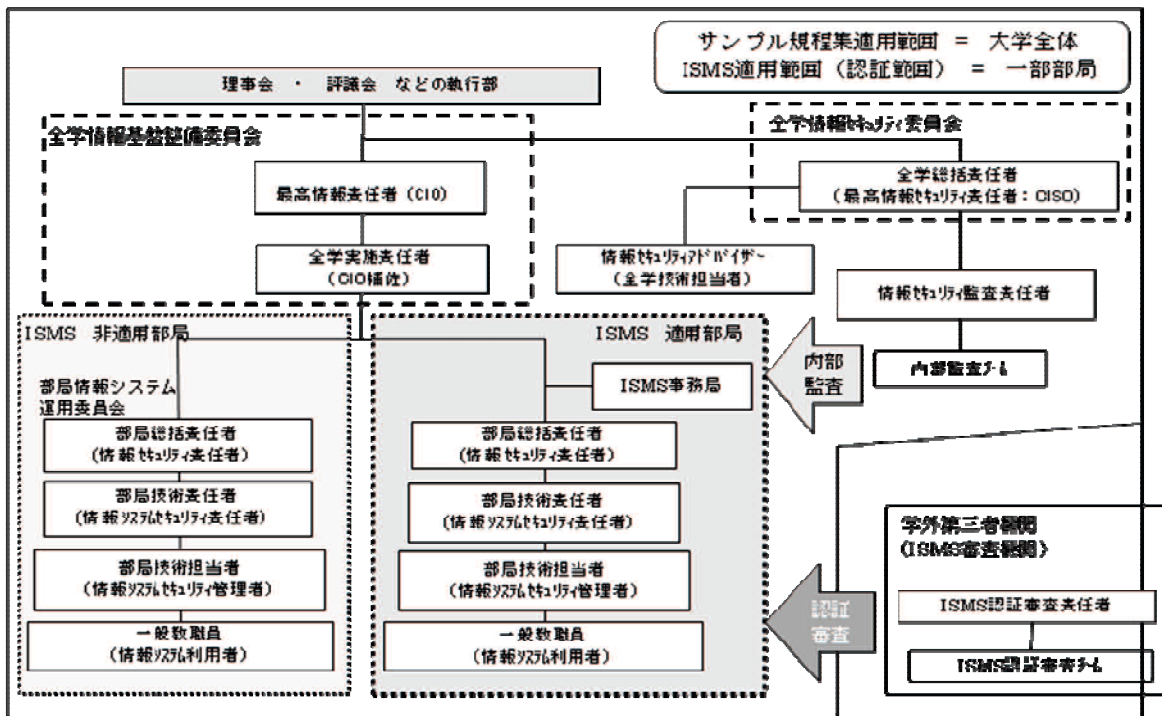 サンプル規程集適用範囲 = 大学全体
ISMS適用範囲（認証範囲） = 一部部局
理事会 ・ 評議会 などの執行部
全学情報基盤整備委員会
全学情報ｾｷｭﾘﾃｨ委員会
最高情報責任者（CIO）
全学総括責任者
（最高情報ｾｷｭﾘﾃｨ責任者：CISO）
全学実施責任者
（CIO補佐）
情報ｾｷｭﾘﾃｨｱﾄﾞﾊﾞｲｻﾞー
（全学技術担当者）
情報ｾｷｭﾘﾃｨ監査責任者
内部監査ﾁｰﾑ
ISMS 非適用部局
ISMS 適用部局
内部
監査
ISMS事務局
部局情報システム
運用委員会
部局総括責任者
（情報ｾｷｭﾘﾃｨ責任者）
部局技術責任者
（情報ｼｽﾃﾑｾｷｭﾘﾃｨ責任者）
部局技術担当者
（情報ｼｽﾃﾑｾｷｭﾘﾃｨ管理者）
一般教職員
（情報ｼｽﾃﾑ利用者）
部局総括責任者
（情報ｾｷｭﾘﾃｨ責任者）
部局技術責任者
（情報ｼｽﾃﾑｾｷｭﾘﾃｨ責任者）
部局技術担当者
（情報ｼｽﾃﾑｾｷｭﾘﾃｨ管理者）
一般教職員
（情報ｼｽﾃﾑ利用者）
認証
審査
学外第三者機関
（ISMS審査機関）
ISMS認証審査責任者
ISMS認証審査ﾁｰﾑ